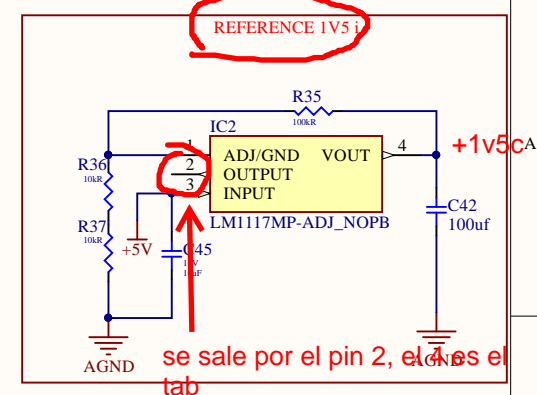 REFERENCE 1V5 i
R35
100kR
IC2
1
ADJ/GND VOUT
4
+1v5cA
2
OUTPUT
3
INPUT
R36
10kR
LM1117MP-ADJ_NOPB
C42
100uf
R37
10kR
+5V
C45
AGND
AGND
se sale por el pin 2, el 4 es el
tab